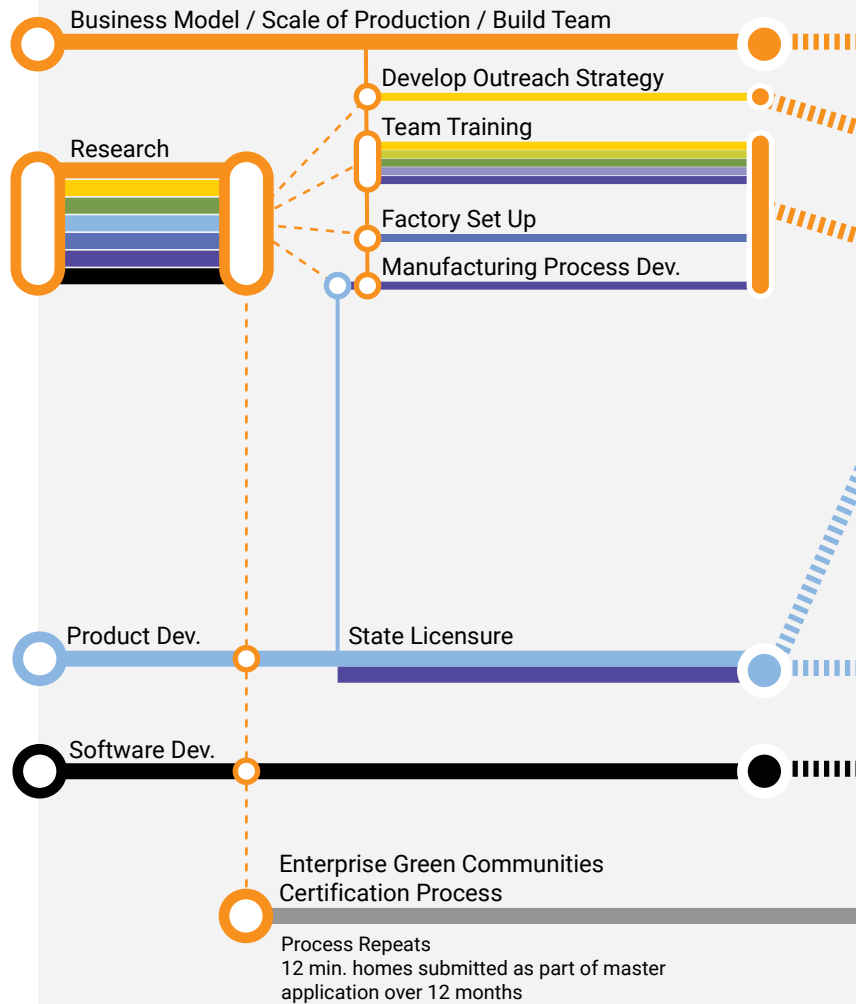 Business Model / Scale of Production / Build Team
Develop Outreach Strategy
Team Training
Research
Factory Set Up
Manufacturing Process Dev.
Product Dev.
State Licensure
Software Dev.
Enterprise Green Communities
Certification Process
Process Repeats
12 min. homes submitted as part of master
application over 12 months